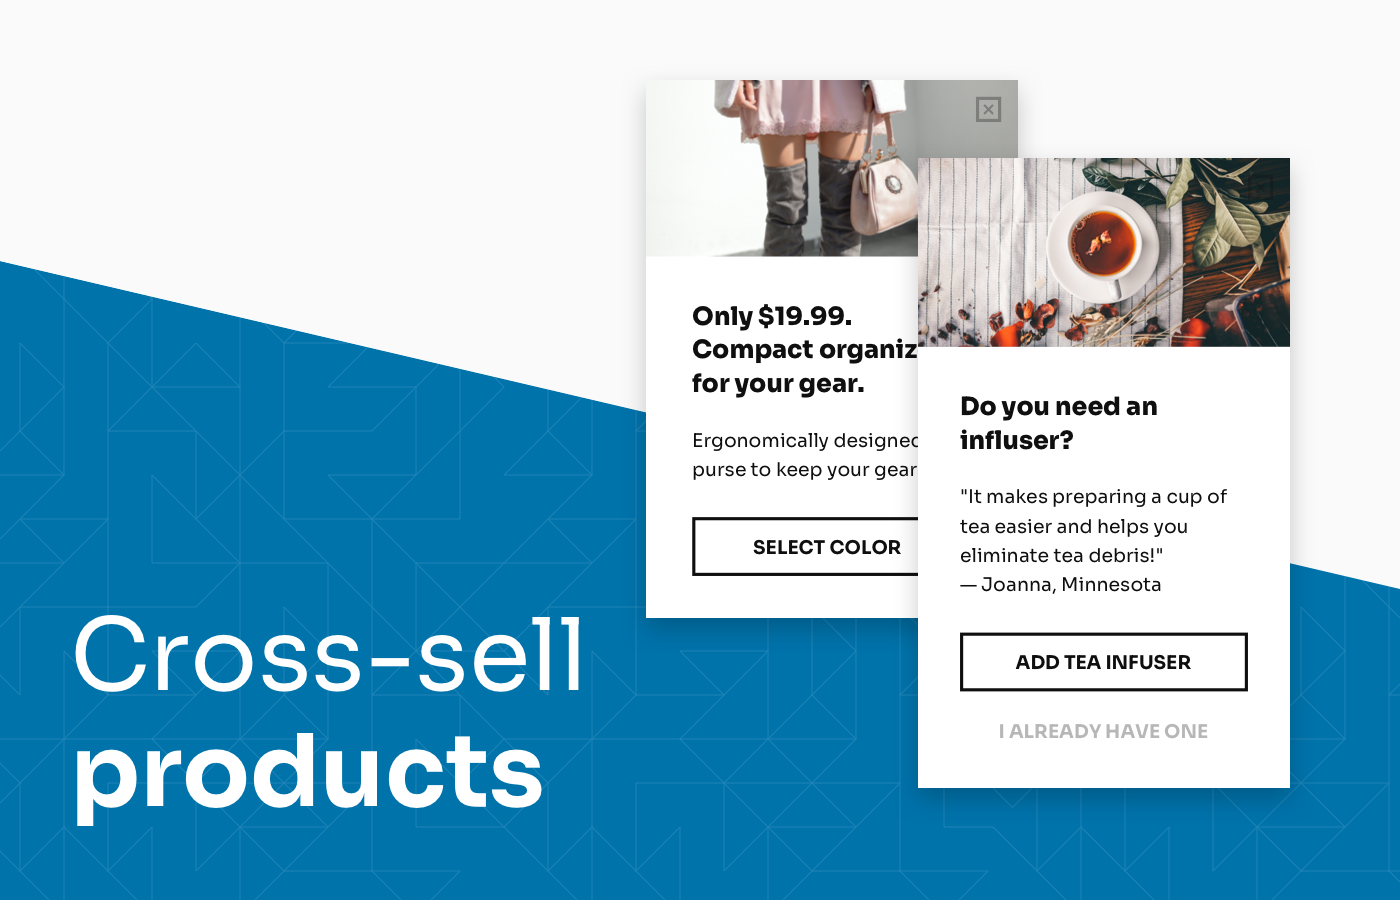 Only $19.99.
Compact organiz
for your gear.
Ergonomically designed
purse to keep your gear
SELECT COLOR
Do you need an
influser?
"It makes preparing a cup of
tea easier and helps you
eliminate tea debris!"
— Joanna, Minnesota
ADD TEA INFUSER
I ALREADY HAVE ONE
Cross-sell
products